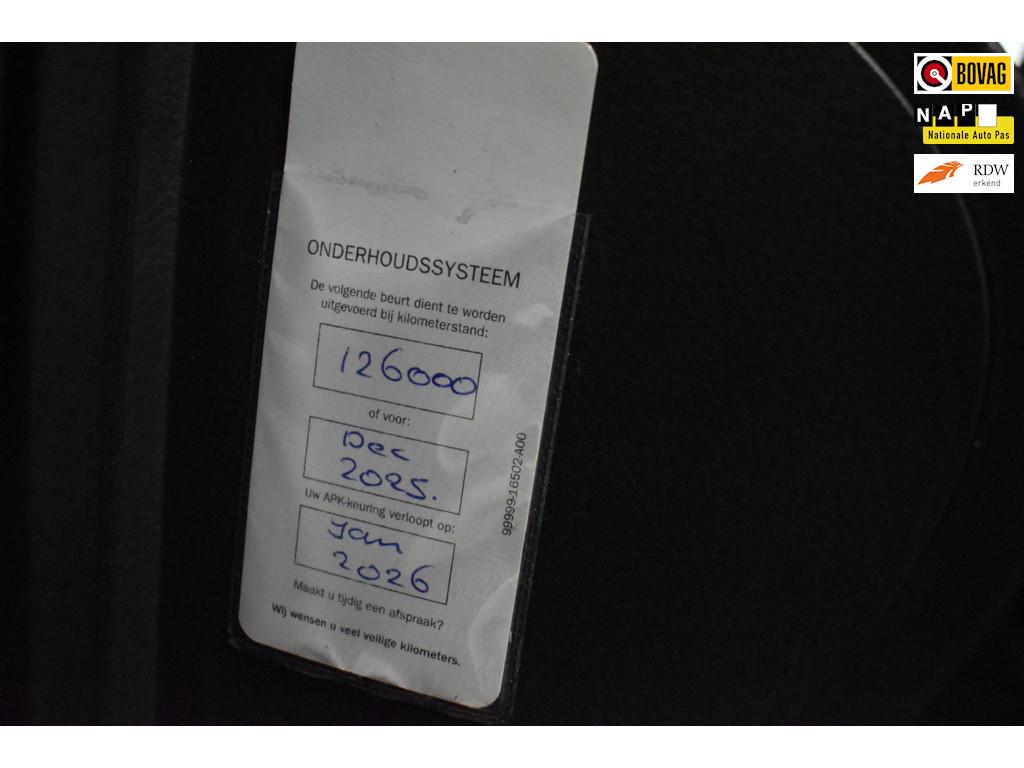 BOVAG
NAP
Nationale Auto Pas
RDW
erkend
ONDERHOUDSSYSTEEM
De volgende beurt dient te worden
uitgevoerd bij kilometerstand:
126000
of voor:
Dec
2025.
Uw APK-keuring verloopt op:
Jan
2026
Maakt u tijdig een afspraak?
Wij wensen u veel veilige kilometers.
99999-16502-A00